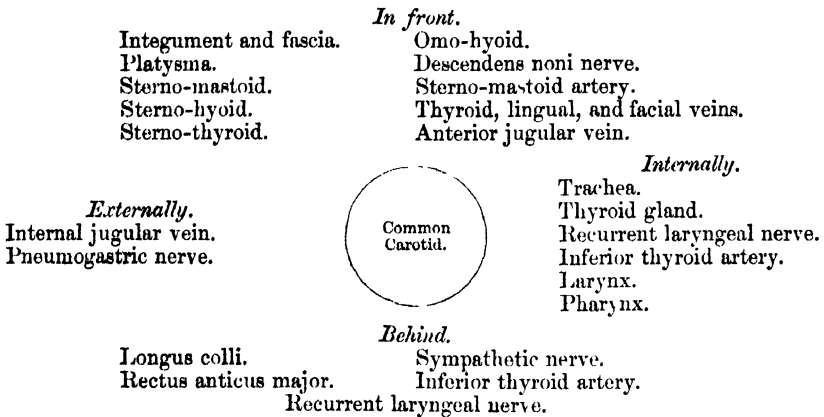 In front.
Integument and fascia. Omo-hyoid.
Platysma. Descendens noni nerve.
Sterno-mastoid. Sterno-mastoid artery.
Sterno-hyoid. Thyroid, lingual, and facial veins.
Sterno-thyroid. Anterior jugular vein.
Externally.
Internal jugular vein.
Pneumogastric nerve.
Common
Carotid.
Internally.
Trachea.
Thyroid gland.
Recurrent laryngeal nerve.
Inferior thyroid artery.
Larynx.
Pharynx.
Behind.
Longus colli. Sympathetic nerve.
Rectus anticus major. Inferior thyroid artery.
Recurrent laryngeal nerve.